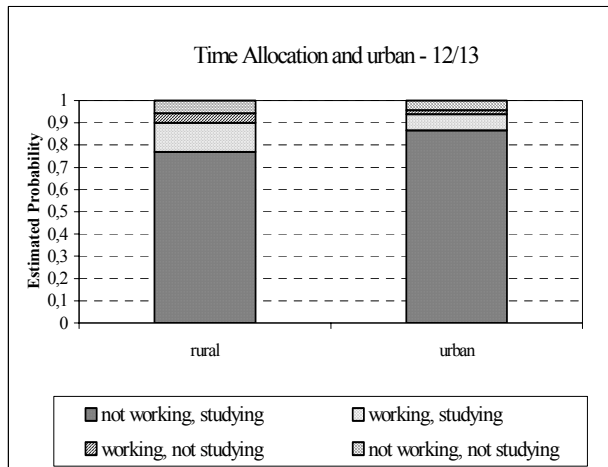 Time Allocation and urban - 12/13
Estimated Probability
1
0,9
0,8
0,7
0,6
0,5
0,4
0,3
0,2
0,1
0
rural urban
not working, studying working, studying
working, not studying not working, not studying